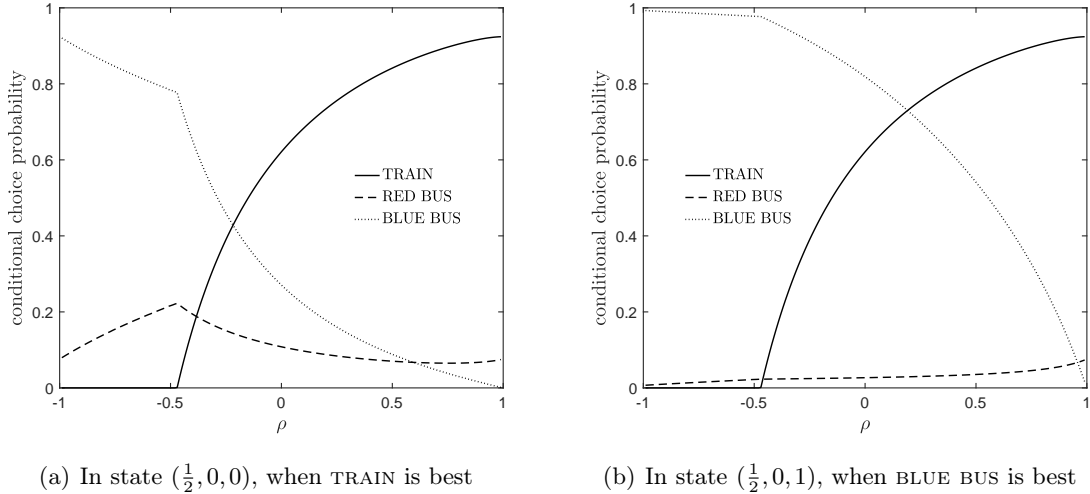 1
0.8
0.6
0.4
0.2
0
conditional choice probability
TRAIN
RED BUS
BLUE BUS
-1 -0.5 0 0.5 1
ρ
(a) In state (½, 0, 0), when TRAIN is best
1
0.8
0.6
0.4
0.2
0
conditional choice probability
TRAIN
RED BUS
BLUE BUS
-1 -0.5 0 0.5 1
ρ
(b) In state (½, 0, 1), when BLUE BUS is best